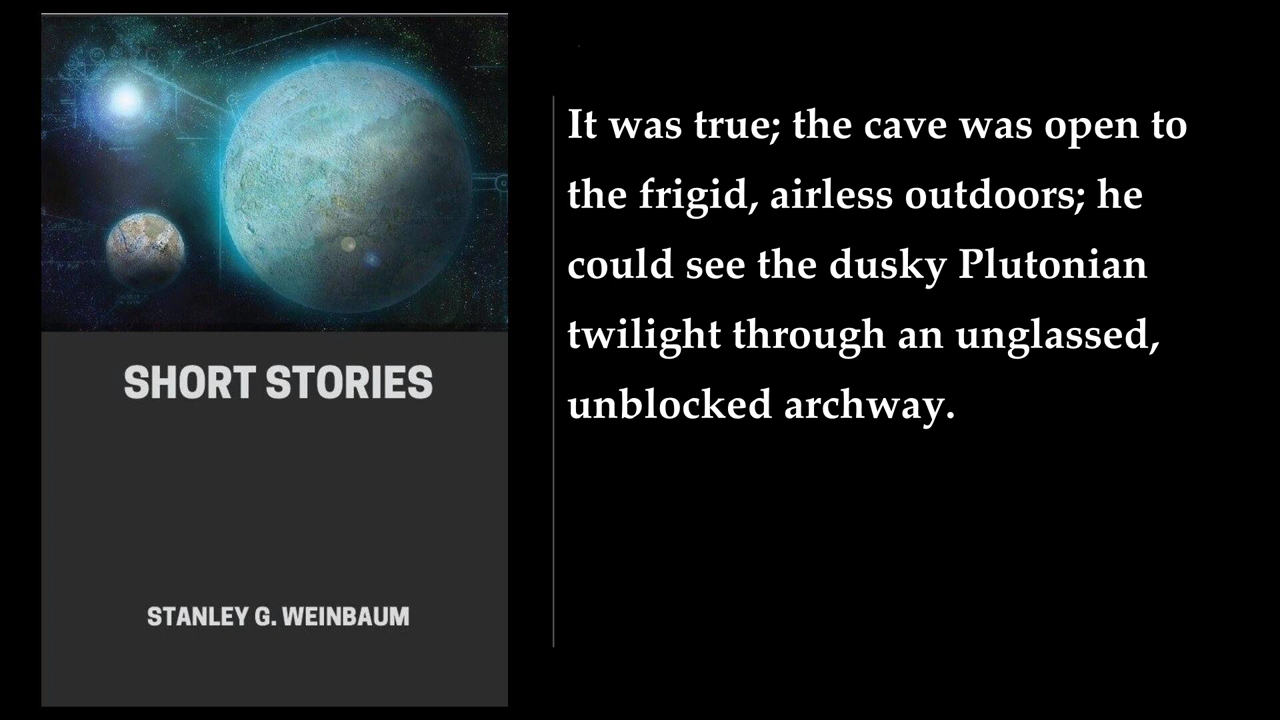 SHORT STORIES
STANLEY G. WEINBAUM
It was true; the cave was open to
the frigid, airless outdoors; he
could see the dusky Plutonian
twilight through an unglassed,
unblocked archway.